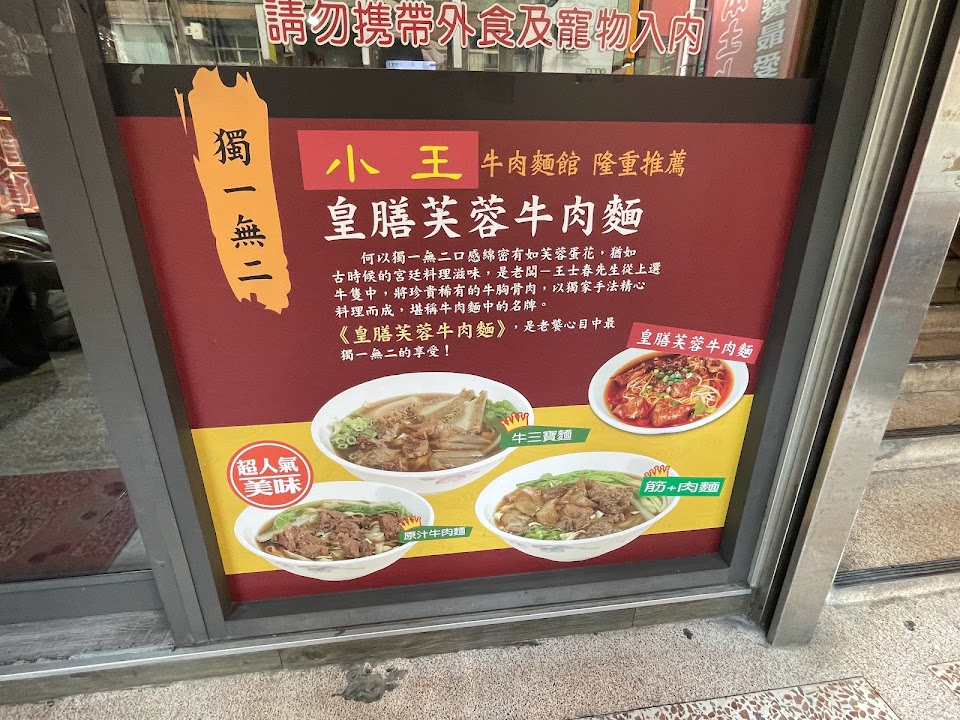 請勿攜帶外食及寵物入內
獨一無二
小王 牛肉麵館 隆重推薦
皇膳芙蓉牛肉麵
何以獨一無二口感綿密有如芙蓉蛋花，猶如
古時候的宮廷料理滋味，是老闆一王士春先生從上選
牛隻中，將珍貴稀有的牛胸骨肉，以獨家手法精心
料理而成，堪稱牛肉麵中的名牌。
《皇膳芙蓉牛肉麵》，是老饕心目中最
獨一無二的享受！
皇膳芙蓉牛肉麵
牛三寶麵
超人氣
美味
筋+肉麵
原汁牛肉麵
最愛